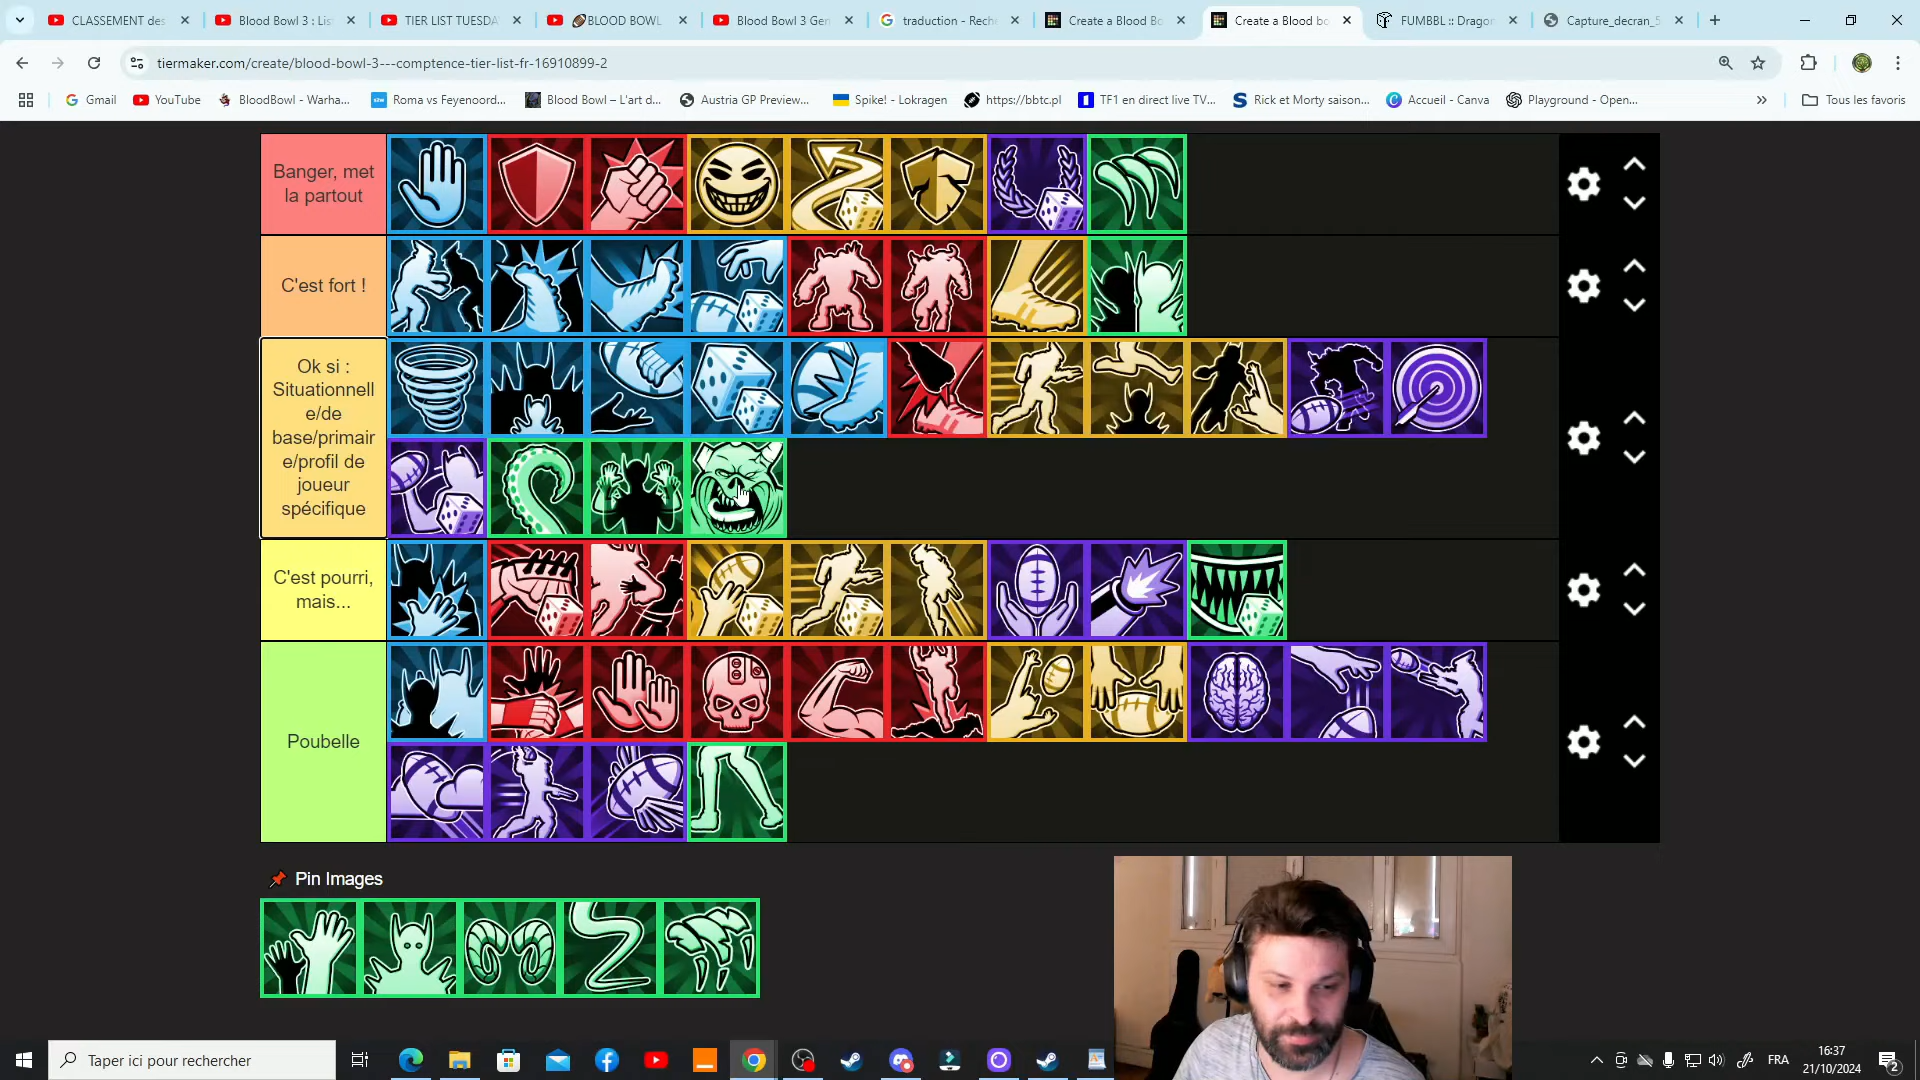 CLASSEMENT des
Blood Bowl 3 : Lis
TIER LIST TUESDA
🏈BLOOD BOWL
Blood Bowl 3 Gen
traduction - Rech
Create a Blood Bo
Create a Blood bo
FUMBBL :: Dragon
Capture_decran_5
tiermaker.com/create/blood-bowl-3---comptence-tier-list-fr-16910899-2
Gmail
YouTube
BloodBowl - Warha...
Roma vs Feyenoord...
Blood Bowl – L'art d...
Austria GP Preview...
Spike! - Lokragen
https://bbtc.pl
TF1 en direct live TV...
Rick et Morty saison...
Accueil - Canva
Playground - Open...
Tous les favoris
Banger, met
la partout
C'est fort !
Ok si :
Situationnell
e/de
base/primair
e/profil de
joueur
spécifique
C'est pourri,
mais...
Poubelle
Pin Images
Taper ici pour rechercher
FRA
16:37
21/10/2024
2